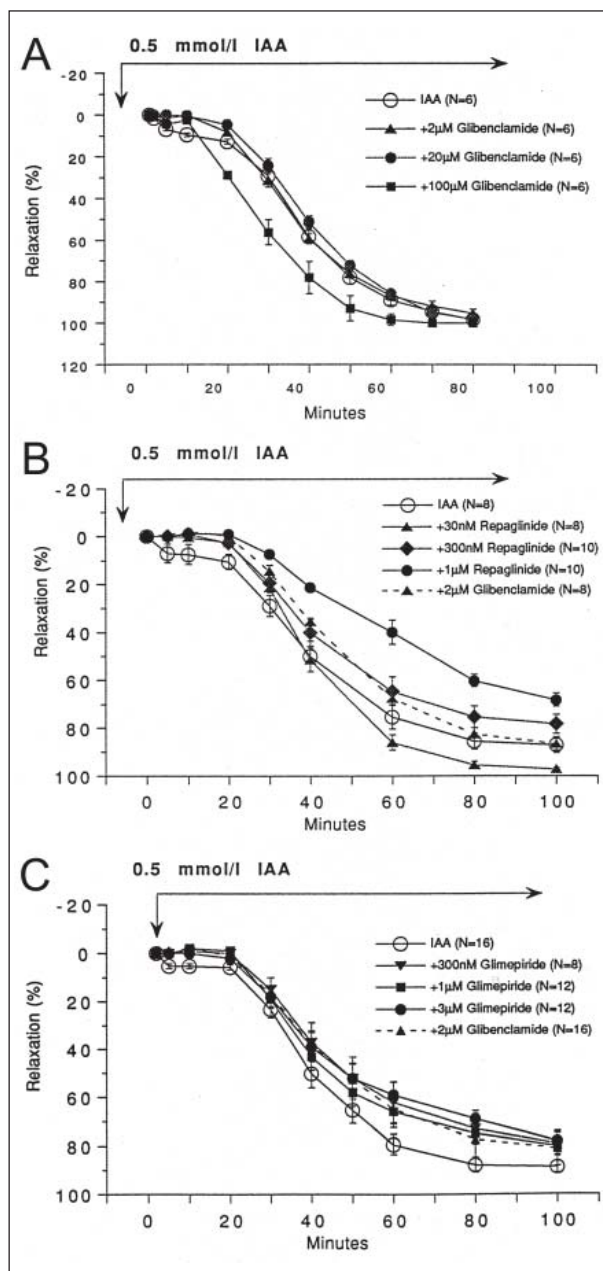 A
0.5 mmol/l IAA
-20
0
20
40
60
80
100
120
Relaxation (%)
IAA (N=6)
+2µM Glibenclamide (N=6)
+20µM Glibenclamide (N=6)
+100µM Glibenclamide (N=6)
0 20 40 60 80 100
Minutes
B
0.5 mmol/l IAA
-20
0
20
40
60
80
100
Relaxation (%)
IAA (N=8)
+30nM Repaglinide (N=8)
+300nM Repaglinide (N=10)
+1µM Repaglinide (N=10)
+2µM Glibenclamide (N=8)
0 20 40 60 80 100
Minutes
C
0.5 mmol/l IAA
-20
0
20
40
60
80
100
Relaxation (%)
IAA (N=16)
+300nM Glimepiride (N=8)
+1µM Glimepiride (N=12)
+3µM Glimepiride (N=12)
+2µM Glibenclamide (N=16)
0 20 40 60 80 100
Minutes